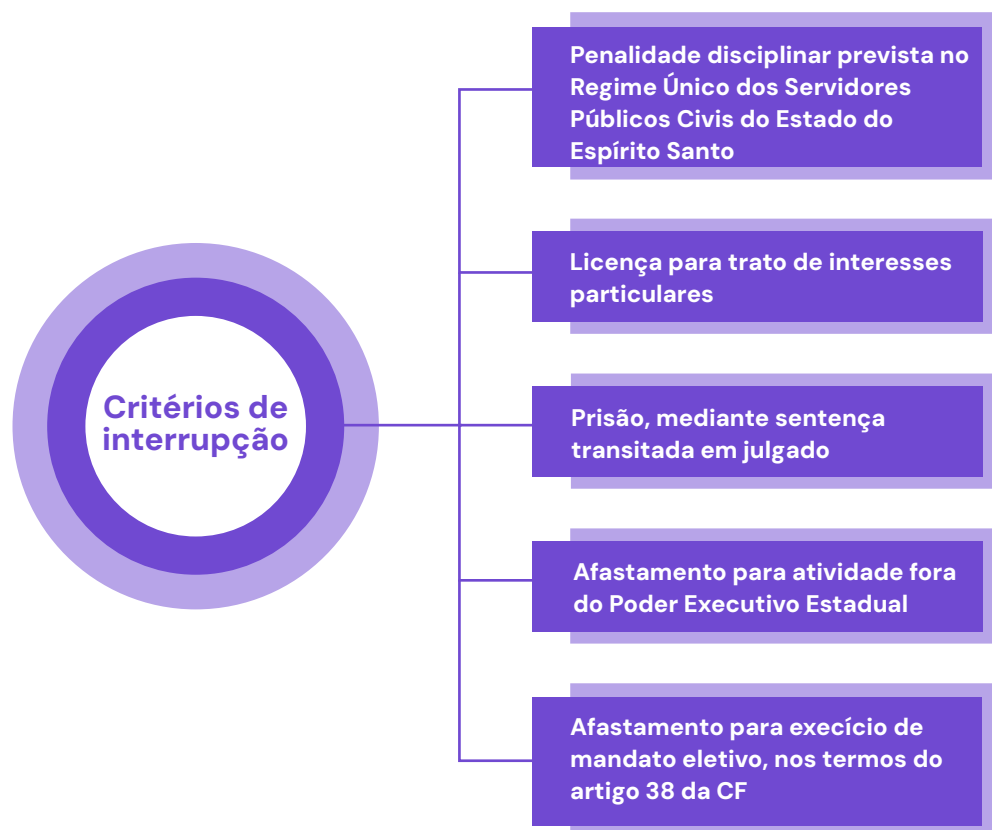 Penalidade disciplinar prevista no
Regime Único dos Servidores
Públicos Civis do Estado do
Espírito Santo
Licença para trato de interesses
particulares
Critérios de
interrupção
Prisão, mediante sentença
transitada em julgado
Afastamento para atividade fora
do Poder Executivo Estadual
Afastamento para execício de
mandato eletivo, nos termos do
artigo 38 da CF